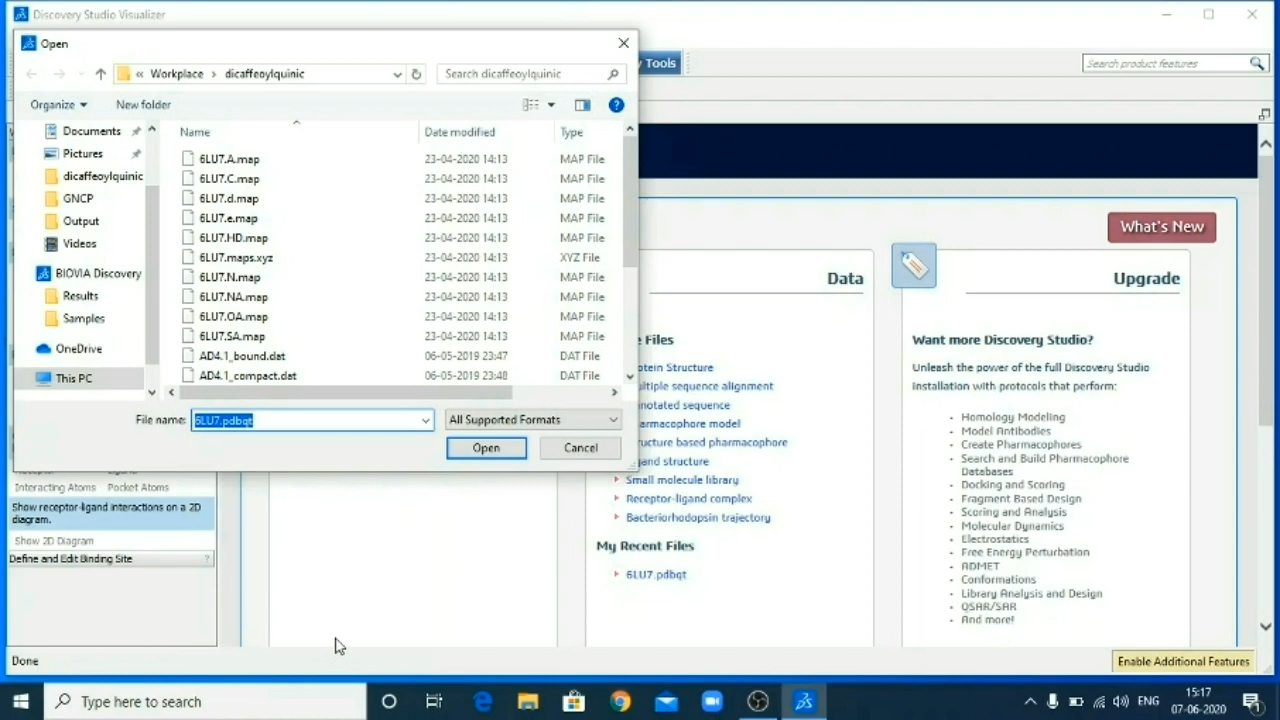 Discovery Studio Visualizer
Open
« Workplace › dicaffeoylquinic
Search dicaffeoylquinic
y Tools
Search product features
Organize
New folder
Documents
Pictures
dicaffeoylquinic
GNCP
Output
Videos
BIOVIA Discovery
Results
Samples
OneDrive
This PC
Name Date modified Type
6LU7.A.map 23-04-2020 14:13 MAP File
6LU7.C.map 23-04-2020 14:13 MAP File
6LU7.d.map 23-04-2020 14:13 MAP File
6LU7.e.map 23-04-2020 14:13 MAP File
6LU7.HD.map 23-04-2020 14:13 MAP File
6LU7.maps.xyz 23-04-2020 14:13 XYZ File
6LU7.N.map 23-04-2020 14:13 MAP File
6LU7.NA.map 23-04-2020 14:13 MAP File
6LU7.OA.map 23-04-2020 14:13 MAP File
6LU7.SA.map 23-04-2020 14:13 MAP File
AD4.1_bound.dat 06-05-2019 23:47 DAT File
AD4.1_compact.dat 06-05-2019 23:48 DAT File
File name: 6LU7.pdbqt
All Supported Formats
Open Cancel
Interacting Atoms Pocket Atoms
Show receptor-ligand interactions on a 2D
diagram.
Show 2D Diagram
Define and Edit Binding Site ?
Data
e Files
otein Structure
ultiple sequence alignment
notated sequence
armacophore model
ructure based pharmacophore
gand structure
Small molecule library
Receptor-ligand complex
Bacteriorhodopsin trajectory
My Recent Files
6LU7.pdbqt
What's New
Upgrade
Want more Discovery Studio?
Unleash the power of the full Discovery Studio
installation with protocols that perform:
- Homology Modeling
- Model Antibodies
- Create Pharmacophores
- Search and Build Pharmacophore
Databases
- Docking and Scoring
- Fragment Based Design
- Scoring and Analysis
- Molecular Dynamics
- Electrostatics
- Free Energy Perturbation
- ADMET
- Conformations
- Library Analysis and Design
- QSAR/SAR
- And more!
Done
Enable Additional Features
Type here to search
ENG
15:17
07-06-2020
1